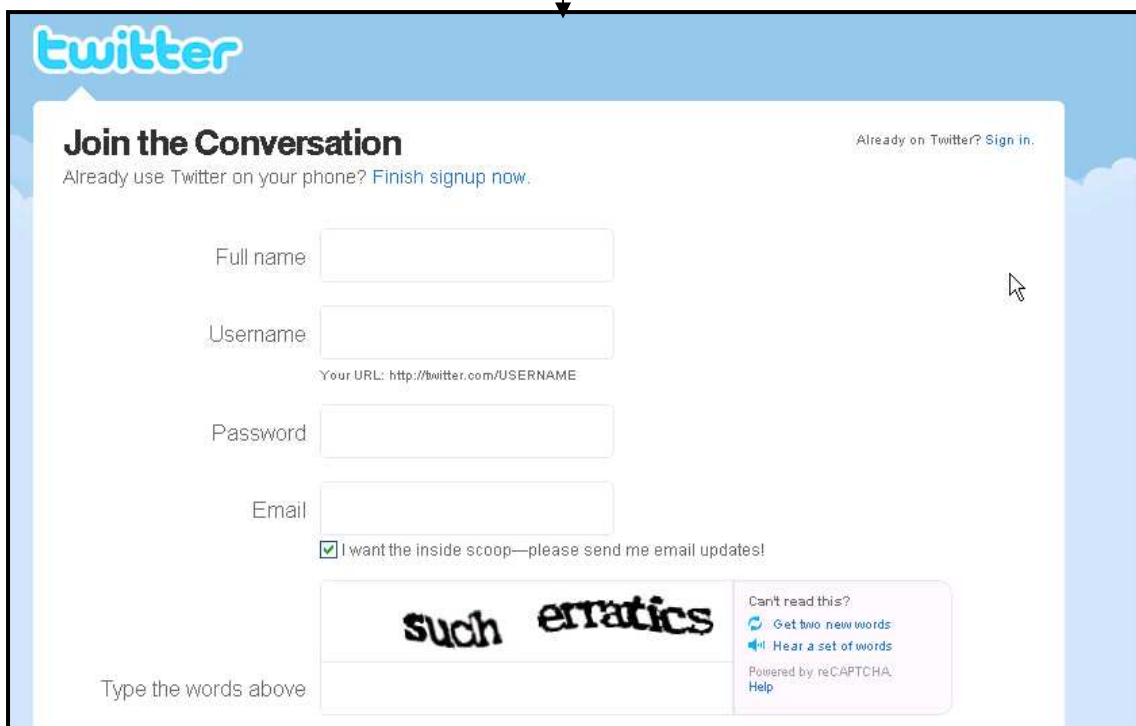 twitter
Join the Conversation
Already on Twitter? Sign in.
Already use Twitter on your phone? Finish signup now.
Full name
Username
Your URL: http://twitter.com/USERNAME
Password
Email
I want the inside scoop—please send me email updates!
such erratics
Can't read this?
Get two new words
Hear a set of words
Powered by reCAPTCHA.
Help
Type the words above